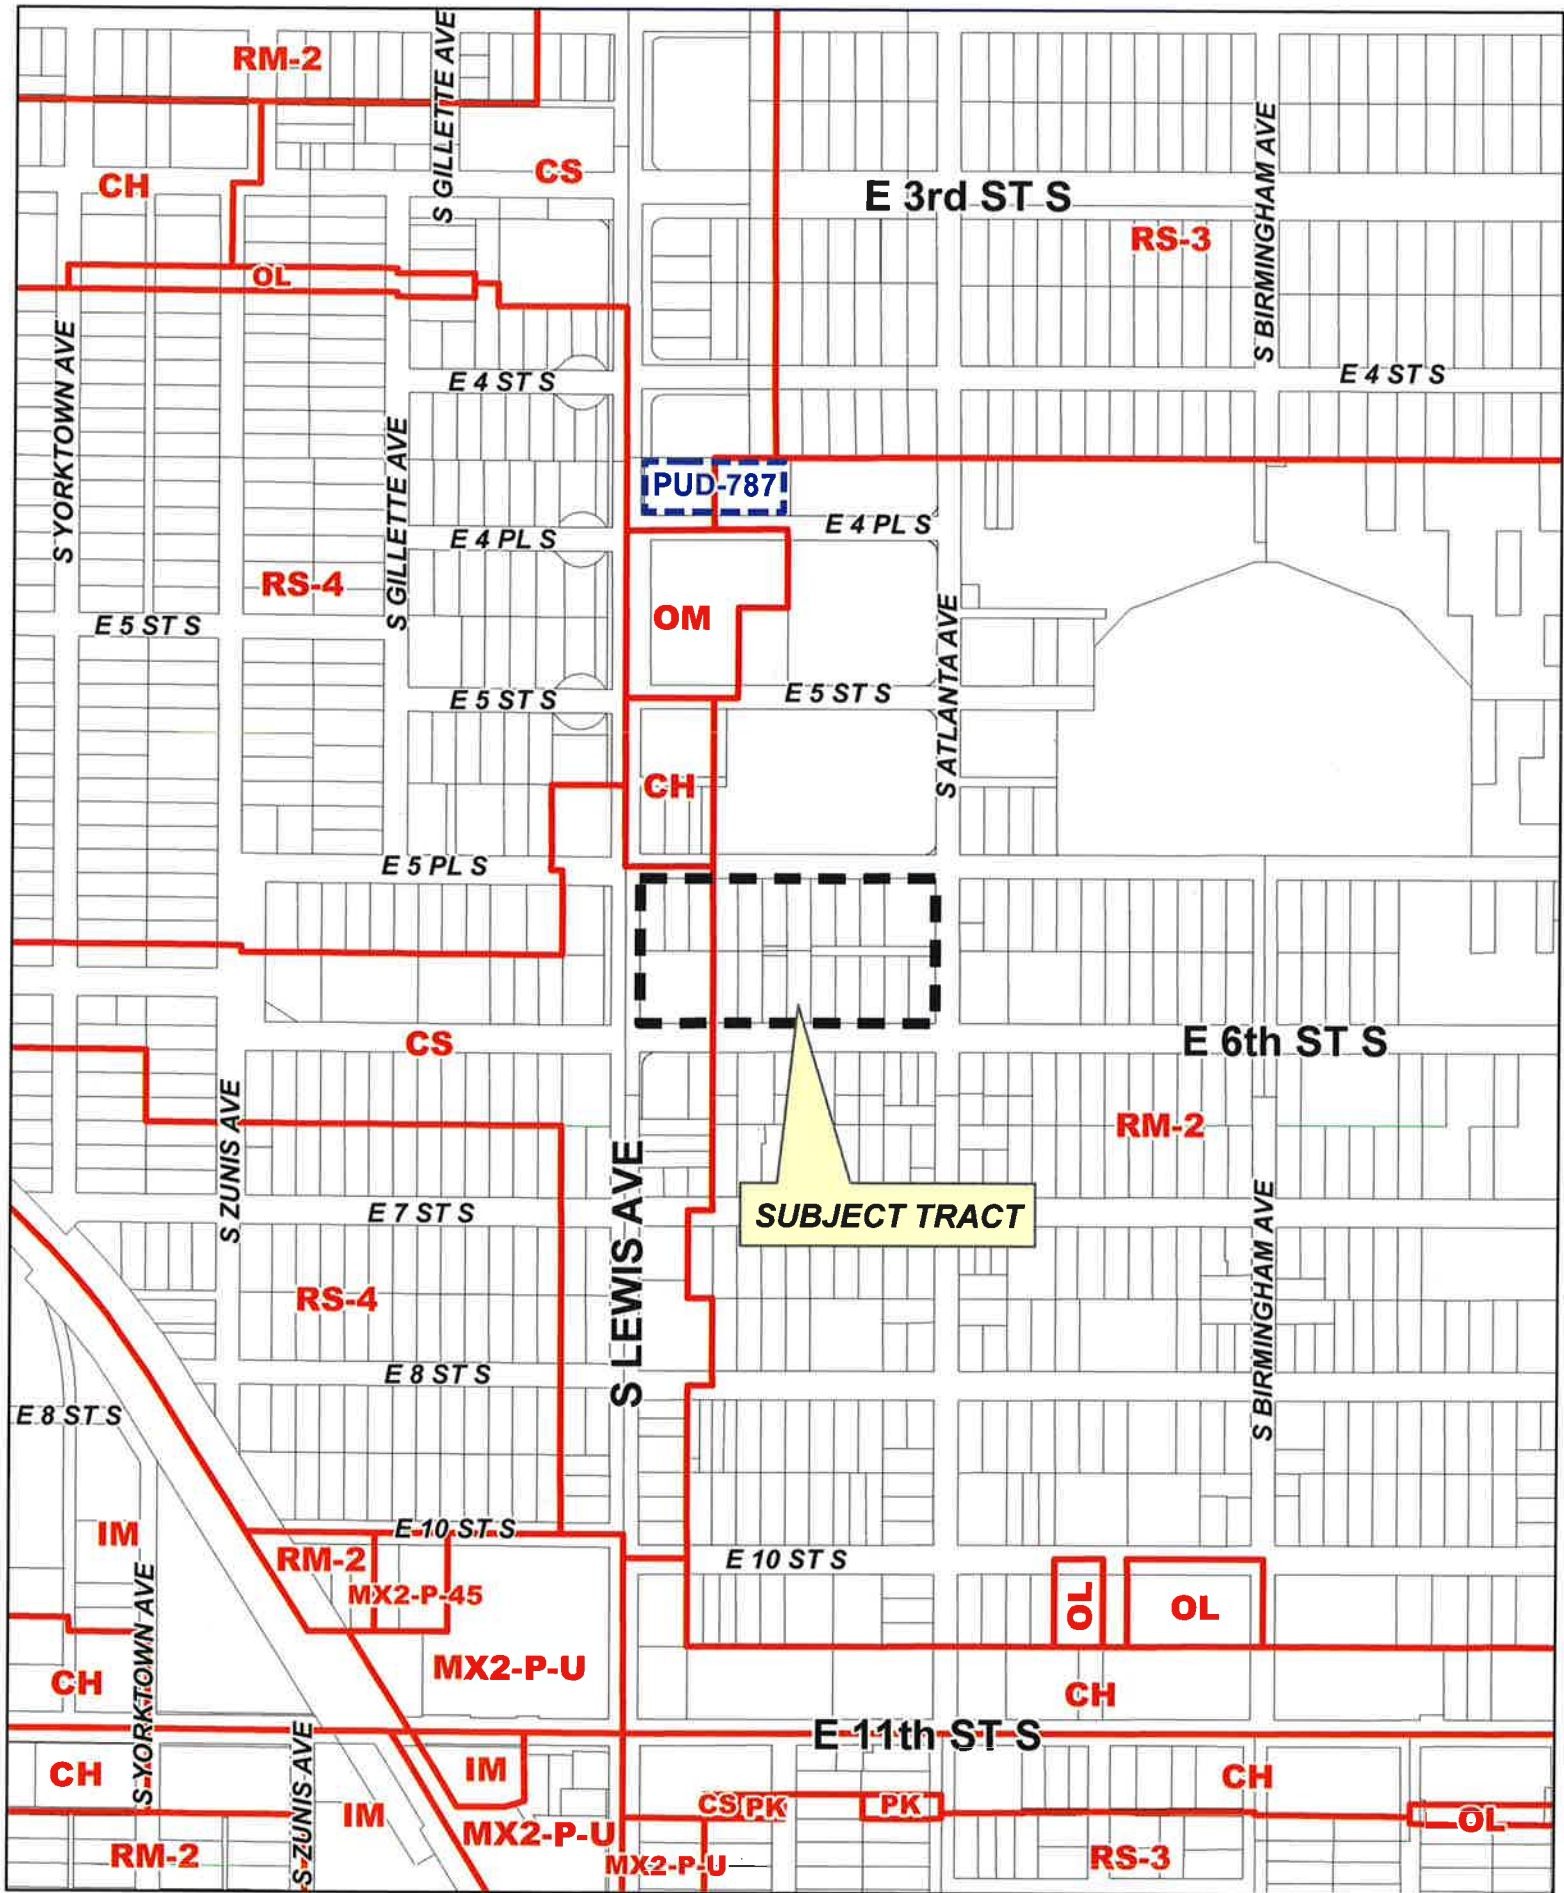 RM-2
S GILLETTE AVE
CH
CS
E 3rd ST S
S BIRMINGHAM AVE
RS-3
OL
S YORKTOWN AVE
E 4 ST S
E 4 ST S
S GILLETTE AVE
PUD-787
E 4 PL S
E 4 PL S
RS-4
OM
E 5 ST S
S ATLANTA AVE
E 5 ST S
E 5 ST S
CH
E 5 PL S
CS
E 6th ST S
S ZUNIS AVE
RM-2
S LEWIS AVE
E 7 ST S
SUBJECT TRACT
S BIRMINGHAM AVE
RS-4
E 8 ST S
E 8 ST S
IM
E 10 ST S
RM-2
E 10 ST S
MX2-P-45
OL
OL
S YORKTOWN AVE
CH
MX2-P-U
CH
E 11th ST S
S ZUNIS AVE
CH
IM
CH
CS
PK
PK
IM
MX2-P-U
OL
RM-2
MX2-P-U
RS-3